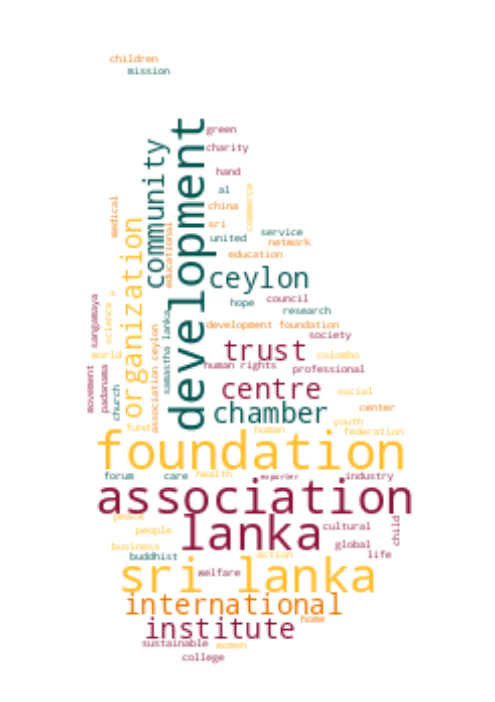 children
mission
development
green
community
charity
hand
al
commerce
medical
china
organization
sri
educational
service
united
network
education
ceylon
sangamaya
science
hope
council
research
samastha lanka
association ceylon
development foundation
society
trust
world
colombo
movement
padanama
human rights
professional
church
centre
social
chamber
center
fund
youth
human
federation
foundation
forum
care
health
exporter
industry
association
peace
lanka
cultural
child
people
business
global
buddhist
action
life
sri lanka
welfare
international
home
institute
sustainable
women
college